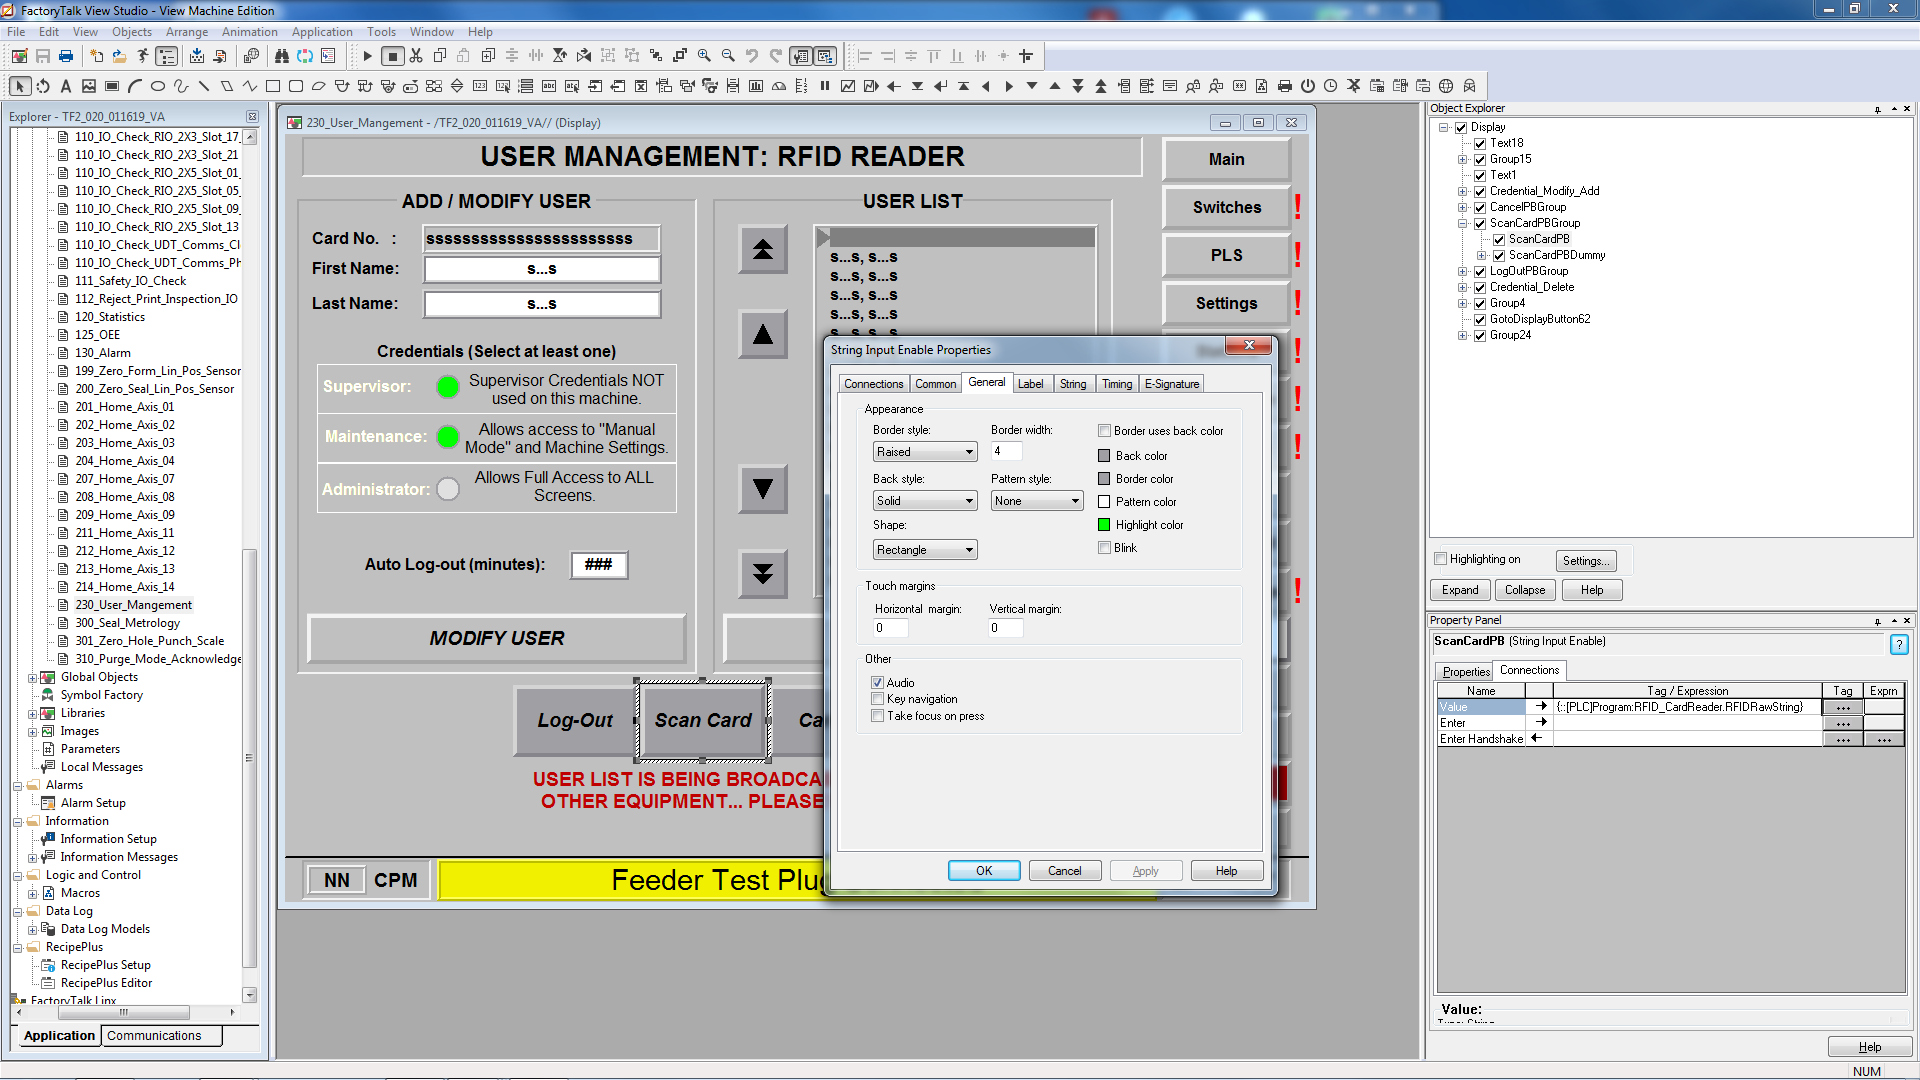 FactoryTalk View Studio - View Machine Edition
File Edit View Objects Arrange Animation Application Tools Window Help
Explorer - TF2_020_011619_VA
110_IO_Check_RIO_2X3_Slot_17_
110_IO_Check_RIO_2X3_Slot_21
110_IO_Check_RIO_2X5_Slot_01_
110_IO_Check_RIO_2X5_Slot_05_
110_IO_Check_RIO_2X5_Slot_09_
110_IO_Check_RIO_2X5_Slot_13
110_IO_Check_UDT_Comms_Cl
110_IO_Check_UDT_Comms_Ph
111_Safety_IO_Check
112_Reject_Print_Inspection_IO
120_Statistics
125_OEE
130_Alarm
199_Zero_Form_Lin_Pos_Sensor
200_Zero_Seal_Lin_Pos_Sensor
201_Home_Axis_01
202_Home_Axis_02
203_Home_Axis_03
204_Home_Axis_04
207_Home_Axis_07
208_Home_Axis_08
209_Home_Axis_09
211_Home_Axis_11
212_Home_Axis_12
213_Home_Axis_13
214_Home_Axis_14
230_User_Mangement
300_Seal_Metrology
301_Zero_Hole_Punch_Scale
310_Purge_Mode_Acknowledge
Global Objects
Symbol Factory
Libraries
Images
Parameters
Local Messages
Alarms
Alarm Setup
Information
Information Setup
Information Messages
Logic and Control
Macros
Data Log
Data Log Models
RecipePlus
RecipePlus Setup
RecipePlus Editor
FactoryTalk Linx
Application Communications
230_User_Mangement - /TF2_020_011619_VA// (Display)
USER MANAGEMENT: RFID READER
ADD / MODIFY USER
Card No. : sssssssssssssssssssssss
First Name: s...s
Last Name: s...s
Credentials (Select at least one)
Supervisor: Supervisor Credentials NOT
used on this machine.
Maintenance: Allows access to "Manual
Mode" and Machine Settings.
Administrator: Allows Full Access to ALL
Screens.
Auto Log-out (minutes): ###
MODIFY USER
USER LIST
s...s, s...s
s...s, s...s
s...s, s...s
s...s, s...s
s...s, s...s
Main
Switches !
PLS !
Settings !
!
!
!
!
Log-Out Scan Card Ca
USER LIST IS BEING BROADCA
OTHER EQUIPMENT... PLEASE
NN CPM
Feeder Test Plug
String Input Enable Properties
Connections Common General Label String Timing E-Signature
Appearance
Border style: Border width:
Raised 4
Border uses back color
Back color
Back style: Pattern style:
Border color
Solid None
Pattern color
Shape:
Highlight color
Rectangle
Blink
Touch margins
Horizontal margin: Vertical margin:
0 0
Other
Audio
Key navigation
Take focus on press
OK Cancel Apply Help
Object Explorer
Display
Text18
Group15
Text1
Credential_Modify_Add
CancelPBGroup
ScanCardPBGroup
ScanCardPB
ScanCardPBDummy
LogOutPBGroup
Credential_Delete
Group4
GotoDisplayButton62
Group24
Highlighting on Settings...
Expand Collapse Help
Property Panel
ScanCardPB (String Input Enable)
?
Properties Connections
Name Tag / Expression Tag Exprn
Value {::[PLC]Program:RFID_CardReader.RFIDRawString} ...
Enter ...
Enter Handshake ... ...
Value:
Type: String
Help
NUM